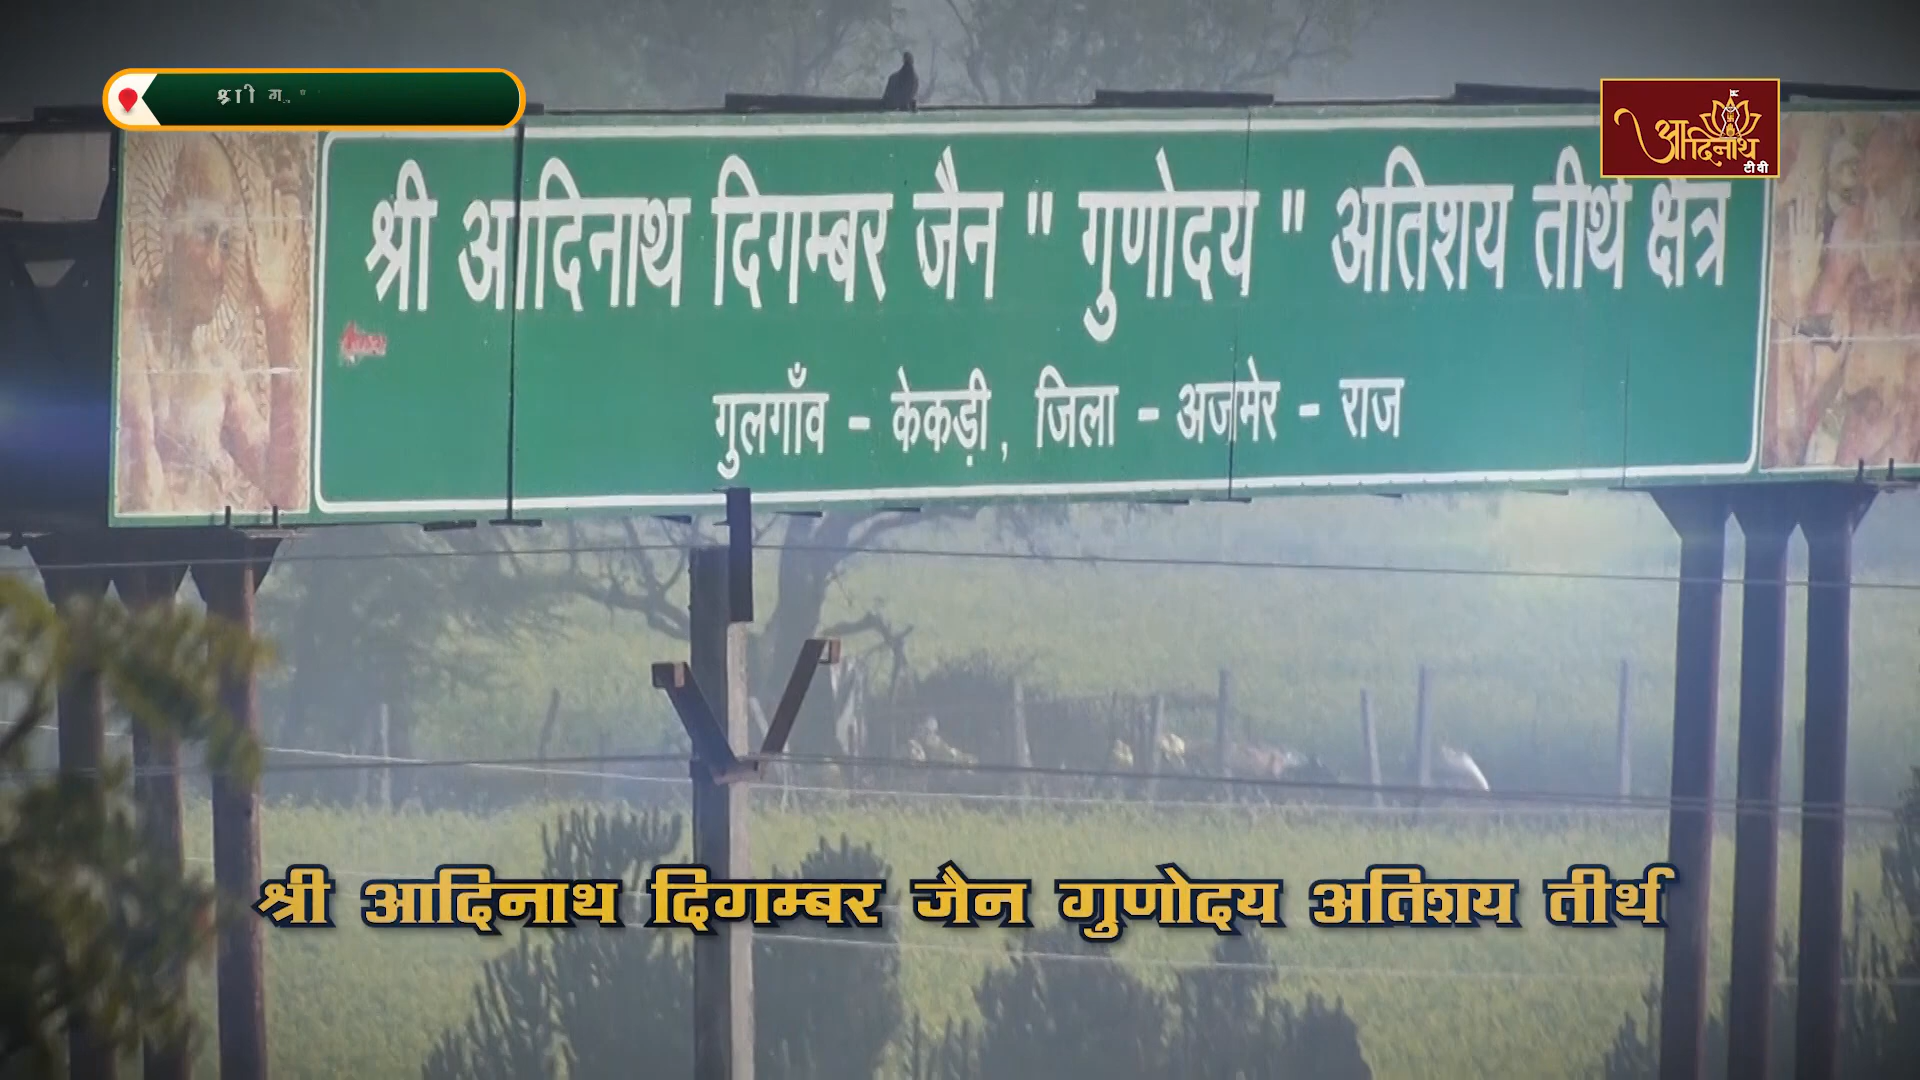 श्री
आदिनाथ
टीवी
श्री आदिनाथ दिगम्बर जैन " गुणोदय " अतिशय तीर्थ क्षेत्र
गुलगाँव - केकड़ी, जिला - अजमेर - राज
श्री आदिनाथ दिगम्बर जैन गुणोदय अतिशय तीर्थ